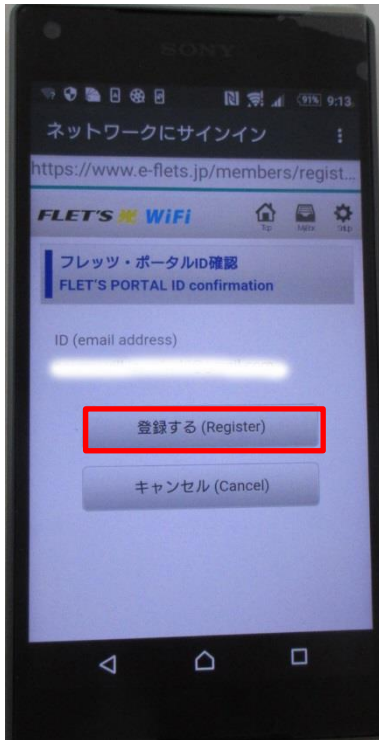 SONY
91% 9:13
ネットワークにサインイン
https://www.e-flets.jp/members/regist...
FLET'S 光 WiFi
Top
フレッツ・ポータルID確認
FLET'S PORTAL ID confirmation
ID (email address)
登録する (Register)
キャンセル (Cancel)